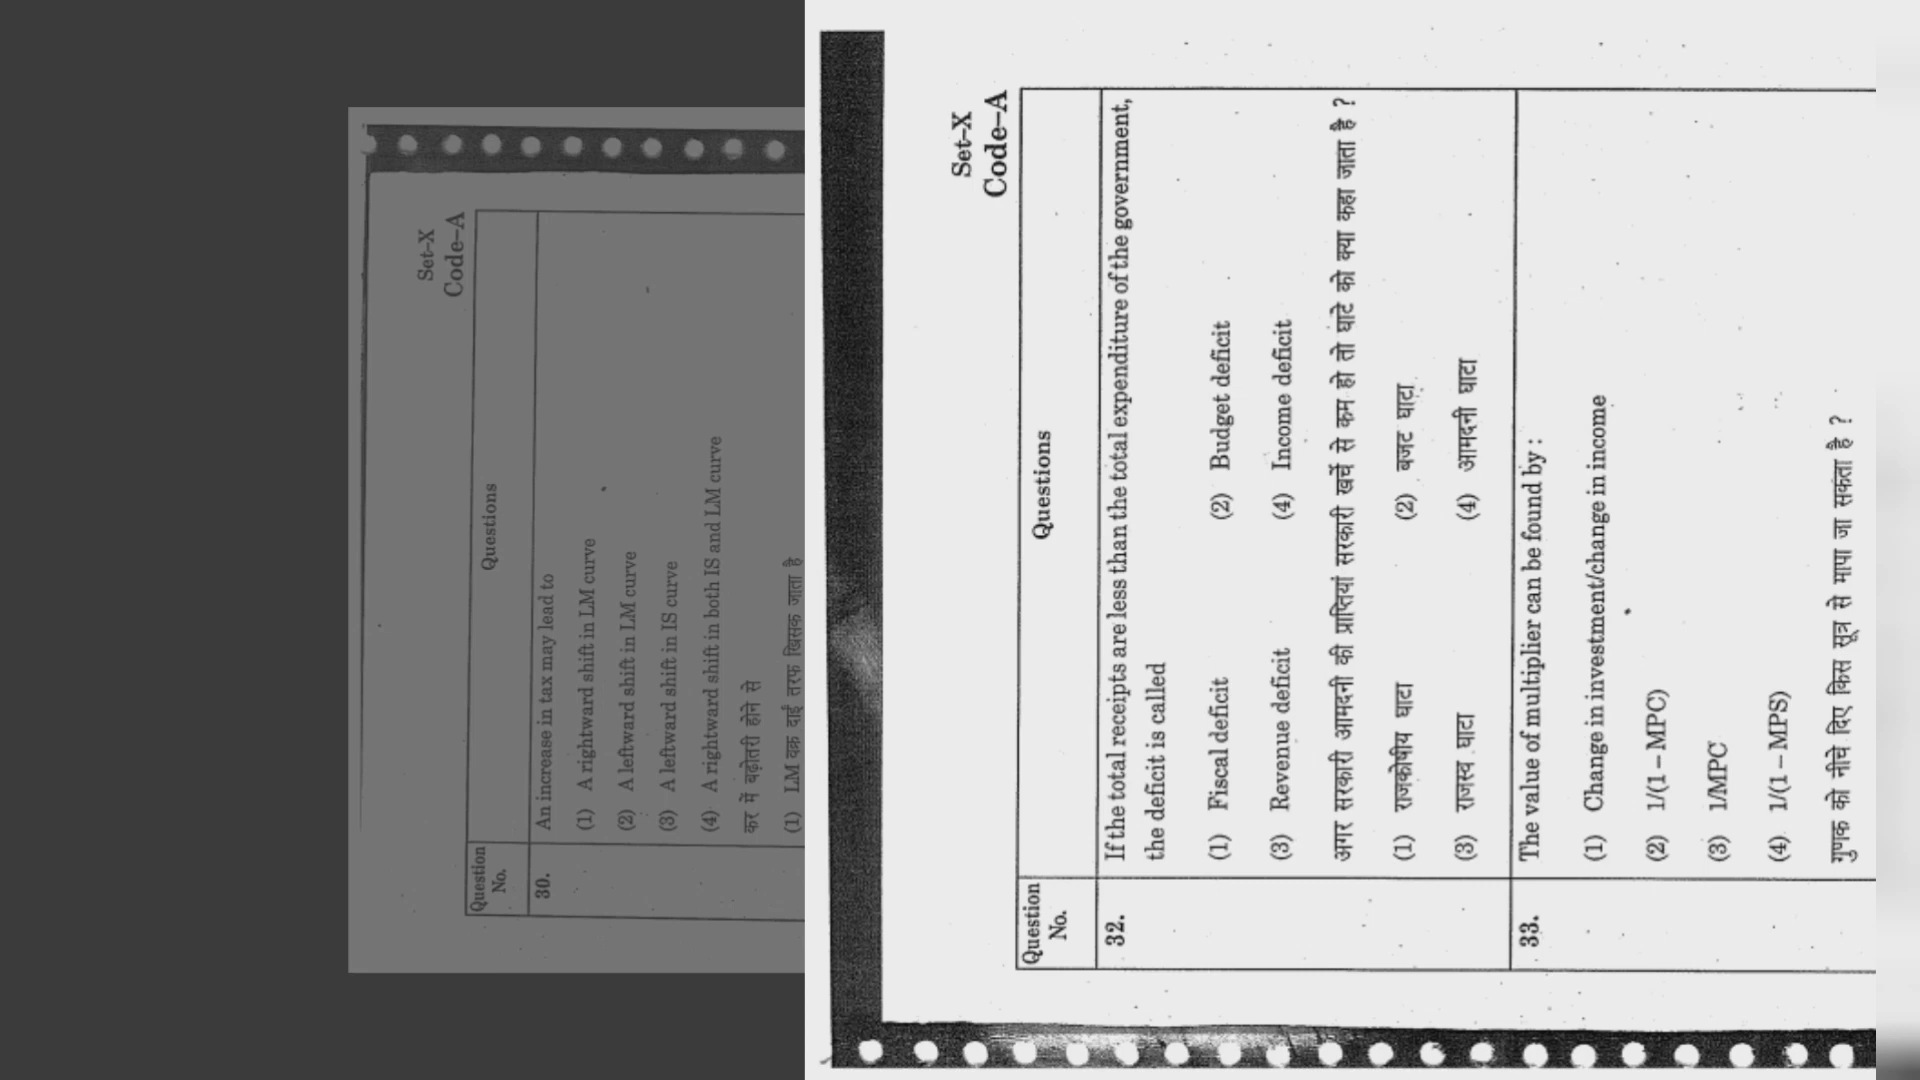 Set–X
Code–A
Question No.
Questions
30.
An increase in tax may lead to
(1) A rightward shift in LM curve
(2) A leftward shift in LM curve
(3) A leftward shift in IS curve
(4) A rightward shift in both IS and LM curve
कर में बढ़ोतरी होने से
(1) LM वक्र दाईं तरफ खिसक जाता है
Set–X
Code–A
Question No.
Questions
32.
If the total receipts are less than the total expenditure of the government,
the deficit is called
(1) Fiscal deficit (2) Budget deficit
(3) Revenue deficit (4) Income deficit
अगर सरकारी आमदनी की प्राप्तियां सरकारी खर्चे से कम हो तो घाटे को क्या कहा जाता है ?
(1) राजकोषीय घाटा (2) बजट घाटा
(3) राजस्व घाटा (4) आमदनी घाटा
33.
The value of multiplier can be found by :
(1) Change in investment/change in income
(2) 1/(1 – MPC)
(3) 1/MPC
(4) 1/(1 – MPS)
गुणक को नीचे दिए किस सूत्र से मापा जा सकता है ?